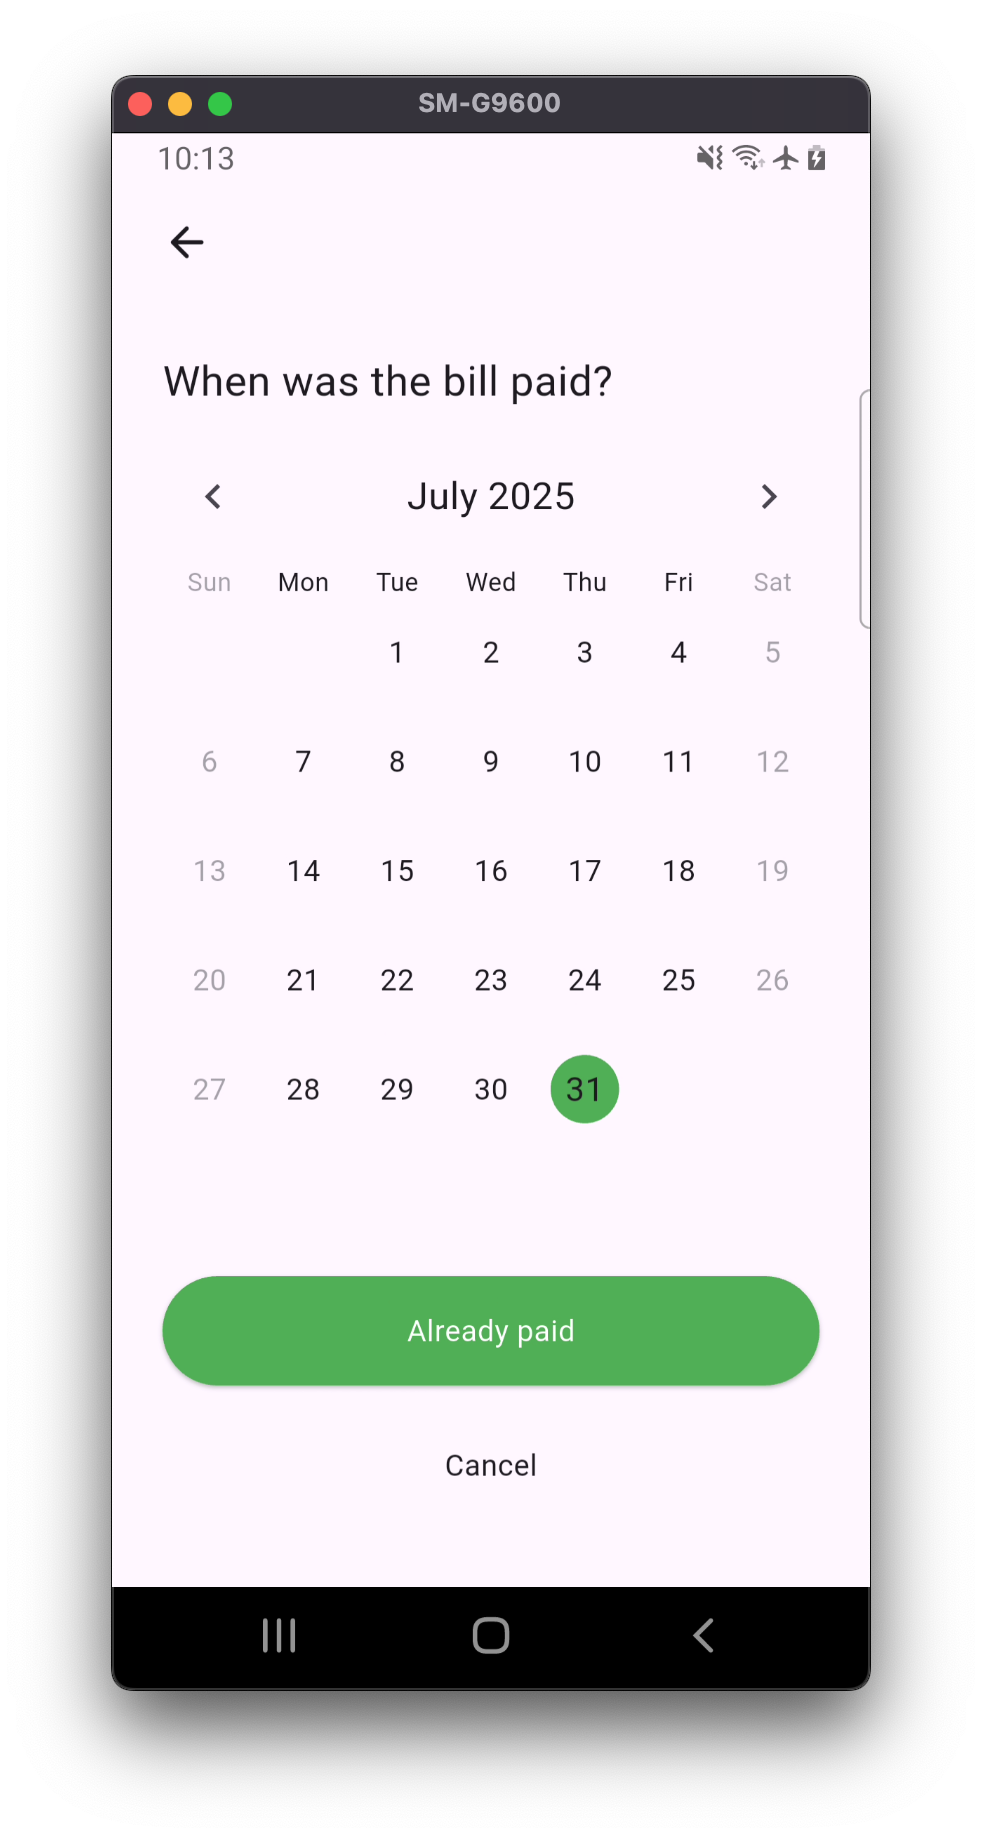 SM-G9600
10:13
When was the bill paid?
July 2025
Sun Mon Tue Wed Thu Fri Sat
1 2 3 4 5
6 7 8 9 10 11 12
13 14 15 16 17 18 19
20 21 22 23 24 25 26
27 28 29 30 31
Already paid
Cancel